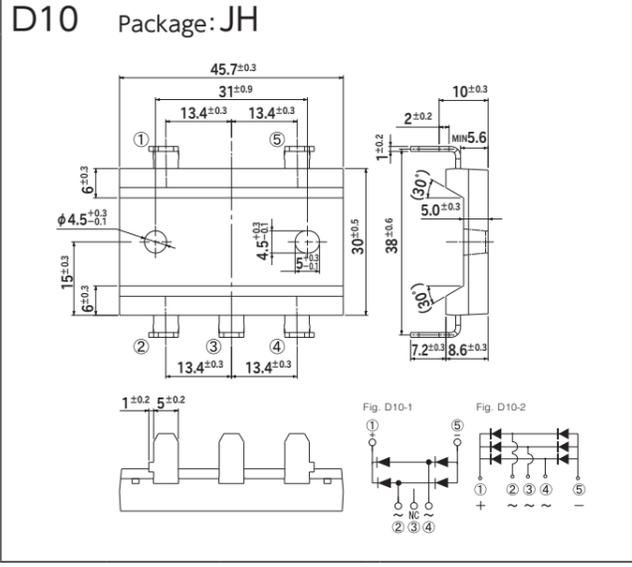 D10 Package: JH
45.7±0.3
31±0.9
13.4±0.3 13.4±0.3
① ⑤
6±0.3
φ4.5+0.3-0.1
4.5+0.3-0.1
5+0.3-0.1
30±0.5
15±0.3
6±0.3
② ③ ④
13.4±0.3 13.4±0.3
10±0.3
2±0.2
MIN5.6
1±0.2
(30°)
5.0±0.3
38±0.6
(30°)
7.2±0.3 8.6±0.3
1±0.2 5±0.2
Fig. D10-1
① ⑤
+ −
~ NC ~
② ③ ④
Fig. D10-2
① ② ③ ④ ⑤
+ ~ ~ ~ −